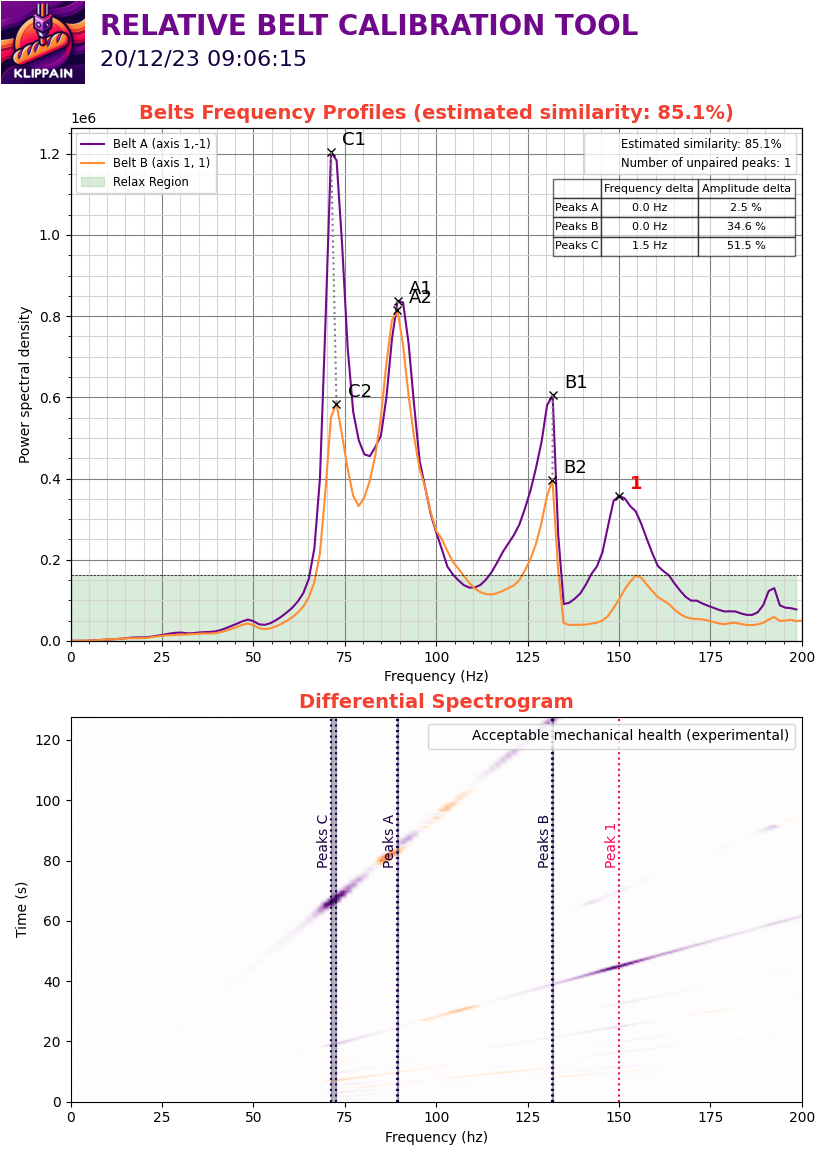 RELATIVE BELT CALIBRATION TOOL
20/12/23 09:06:15
KLIPPAIN
Belts Frequency Profiles (estimated similarity: 85.1%)
1e6
Belt A (axis 1,-1)
Belt B (axis 1, 1)
Relax Region
Estimated similarity: 85.1%
Number of unpaired peaks: 1
Frequency delta Amplitude delta
Peaks A 0.0 Hz 2.5 %
Peaks B 0.0 Hz 34.6 %
Peaks C 1.5 Hz 51.5 %
C1
A1
A2
C2
B1
B2
1
1.2
1.0
0.8
0.6
0.4
0.2
0.0
Power spectral density
0 25 50 75 100 125 150 175 200
Frequency (Hz)
Differential Spectrogram
Acceptable mechanical health (experimental)
Peaks C
Peaks A
Peaks B
Peak 1
120
100
80
60
40
20
0
Time (s)
0 25 50 75 100 125 150 175 200
Frequency (hz)